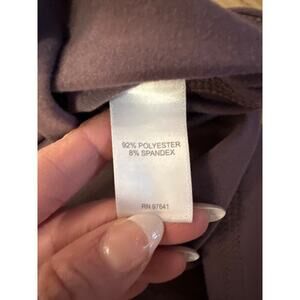 92% POLYESTER
8% SPANDEX
RN 97641